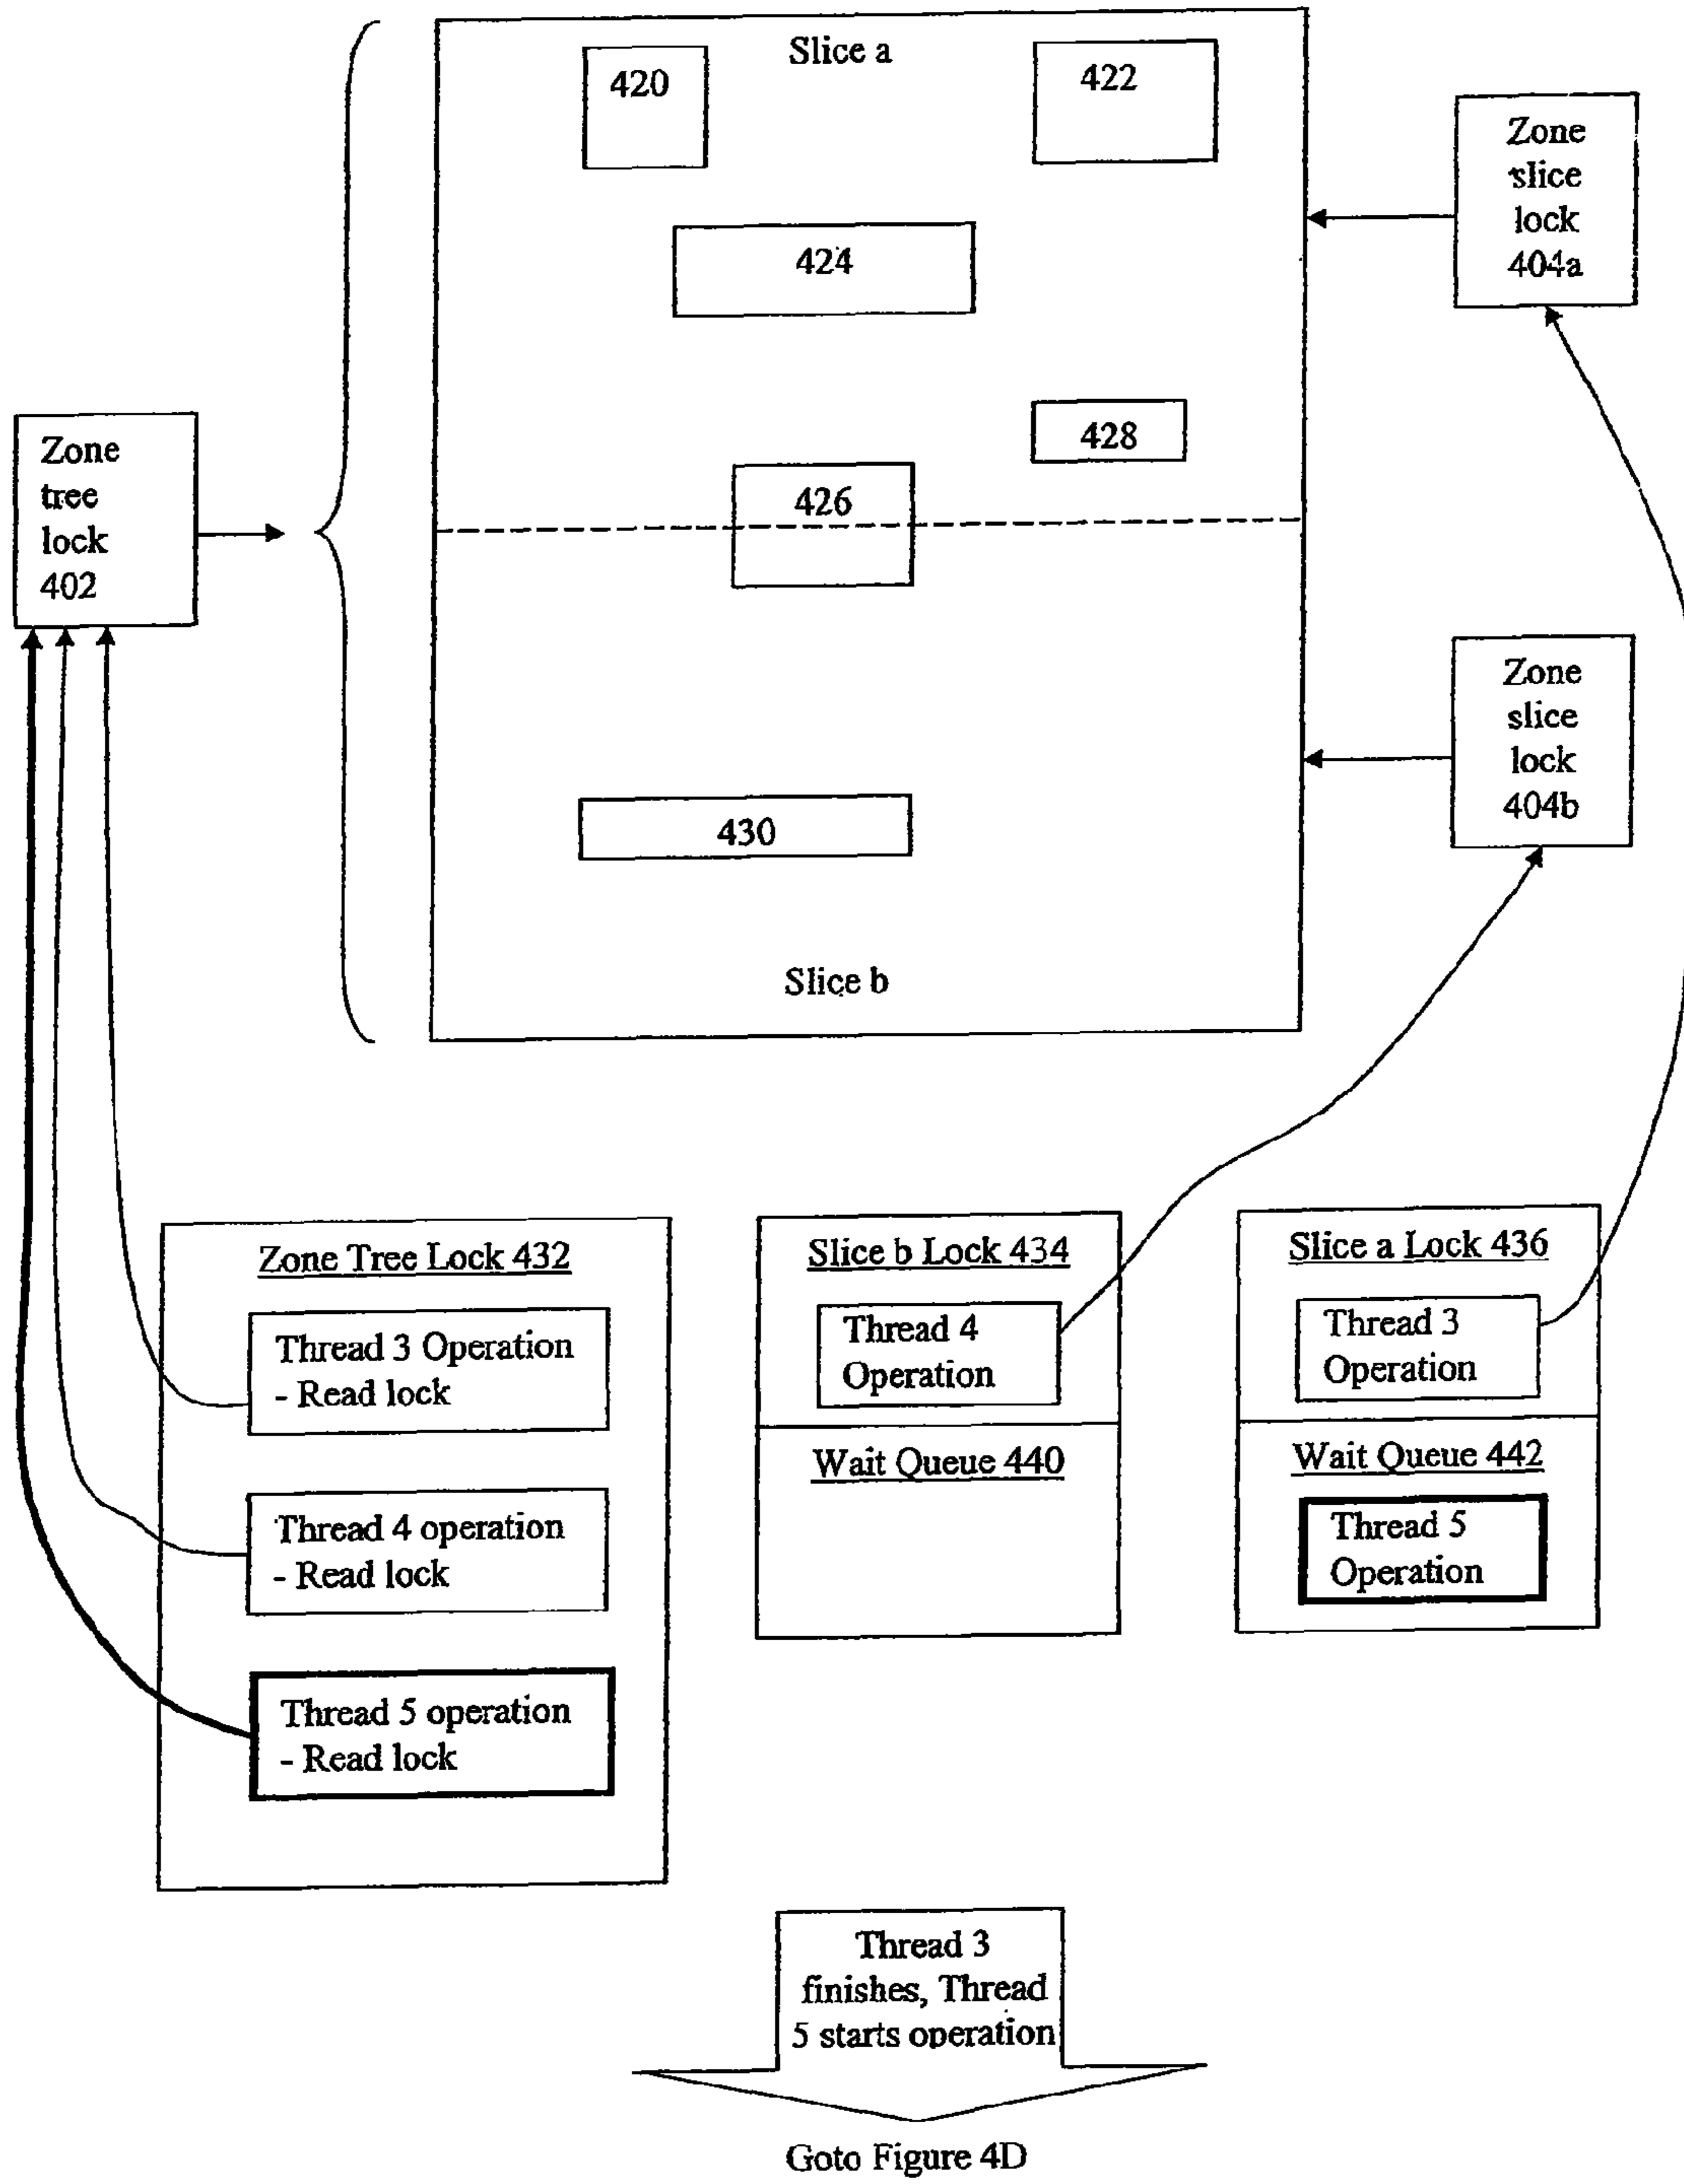 Slice a
420
422
424
428
426
430
Slice b
Zone
tree
lock
402
Zone
slice
lock
404a
Zone
slice
lock
404b
Zone Tree Lock 432
Thread 3 Operation
- Read lock
Thread 4 operation
- Read lock
Thread 5 operation
- Read lock
Slice b Lock 434
Thread 4
Operation
Wait Queue 440
Slice a Lock 436
Thread 3
Operation
Wait Queue 442
Thread 5
Operation
Thread 3
finishes, Thread
5 starts operation
Goto Figure 4D